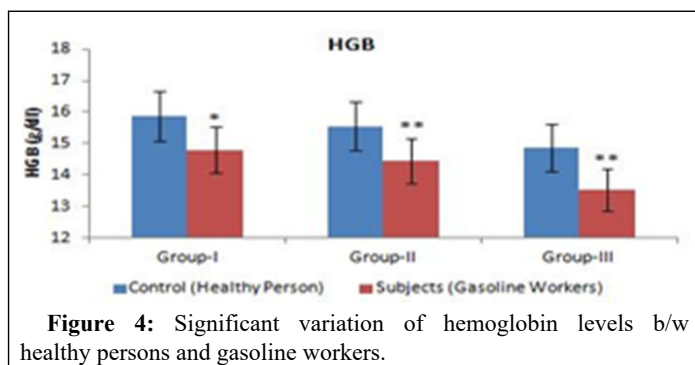 HGB
18
17
16
15
14
13
12
HGB (g/dl)
*
**
**
Group-I Group-II Group-III
Control (Healthy Person) Subjects (Gasoline Workers)
Figure 4: Significant variation of hemoglobin levels b/w
healthy persons and gasoline workers.